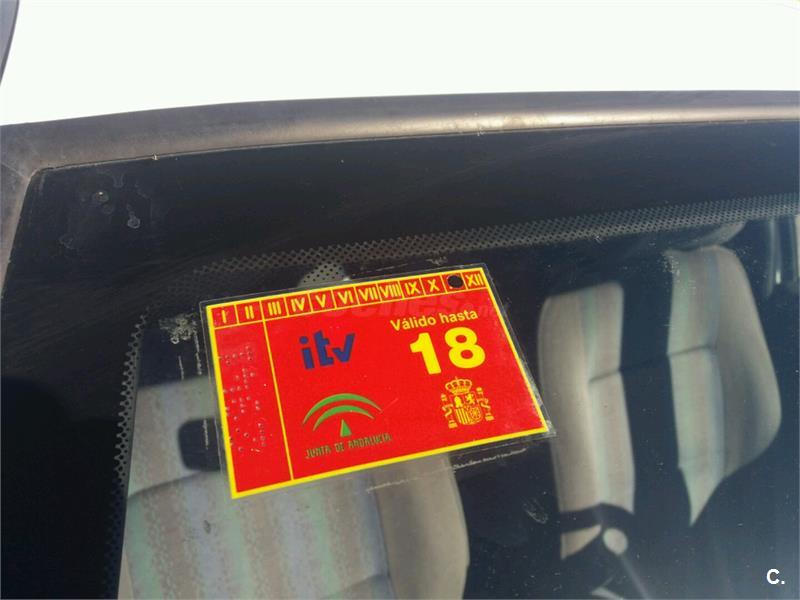 I II III IV V VI VII VIII IX X XII
itv
Válido hasta
18
JUNTA DE ANDALUCIA
C.